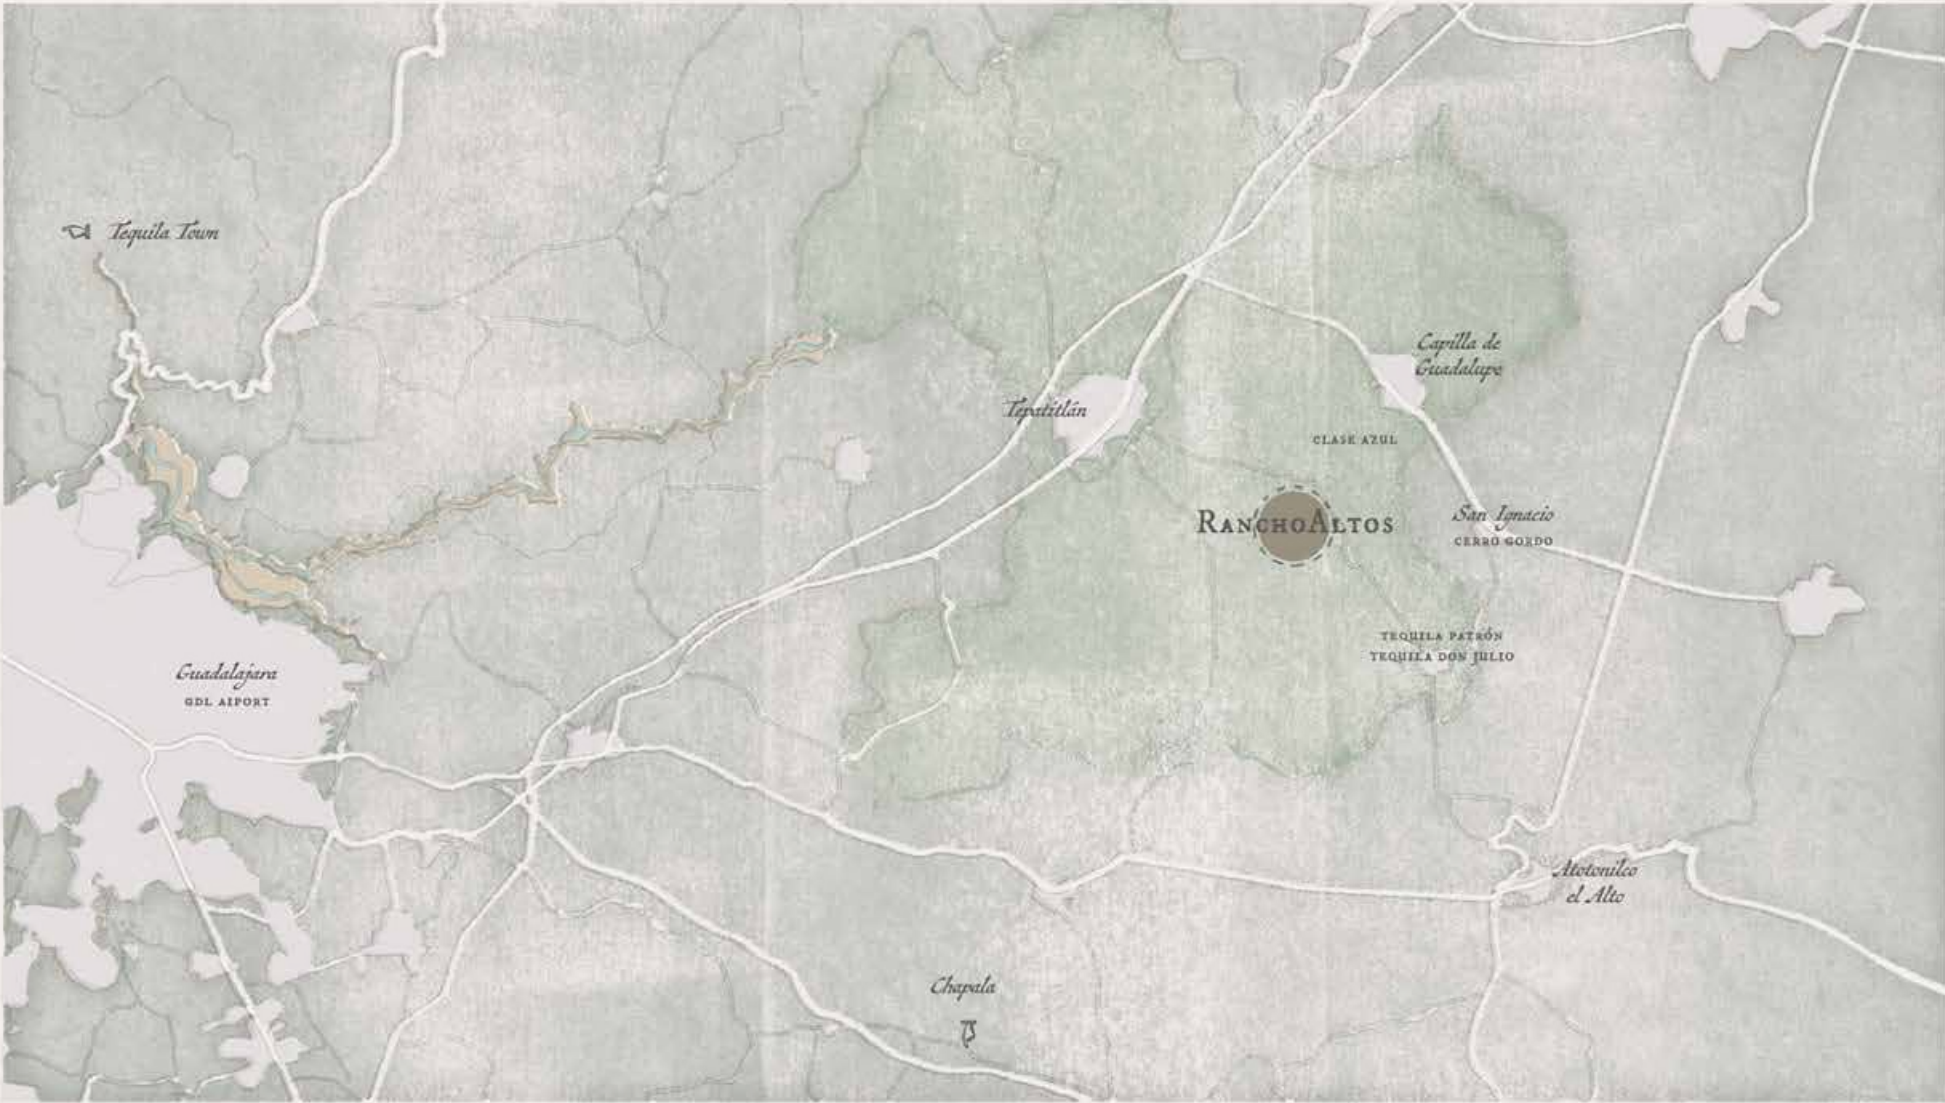 Tequila Town
Capilla de
Guadalupe
Tepatitlán
CLASE AZUL
RANCHOALTOS
San Ignacio
CERRO GORDO
TEQUILA PATRÓN
TEQUILA DON JULIO
Guadalajara
GDL AIPORT
Atotonilco
el Alto
Chapala